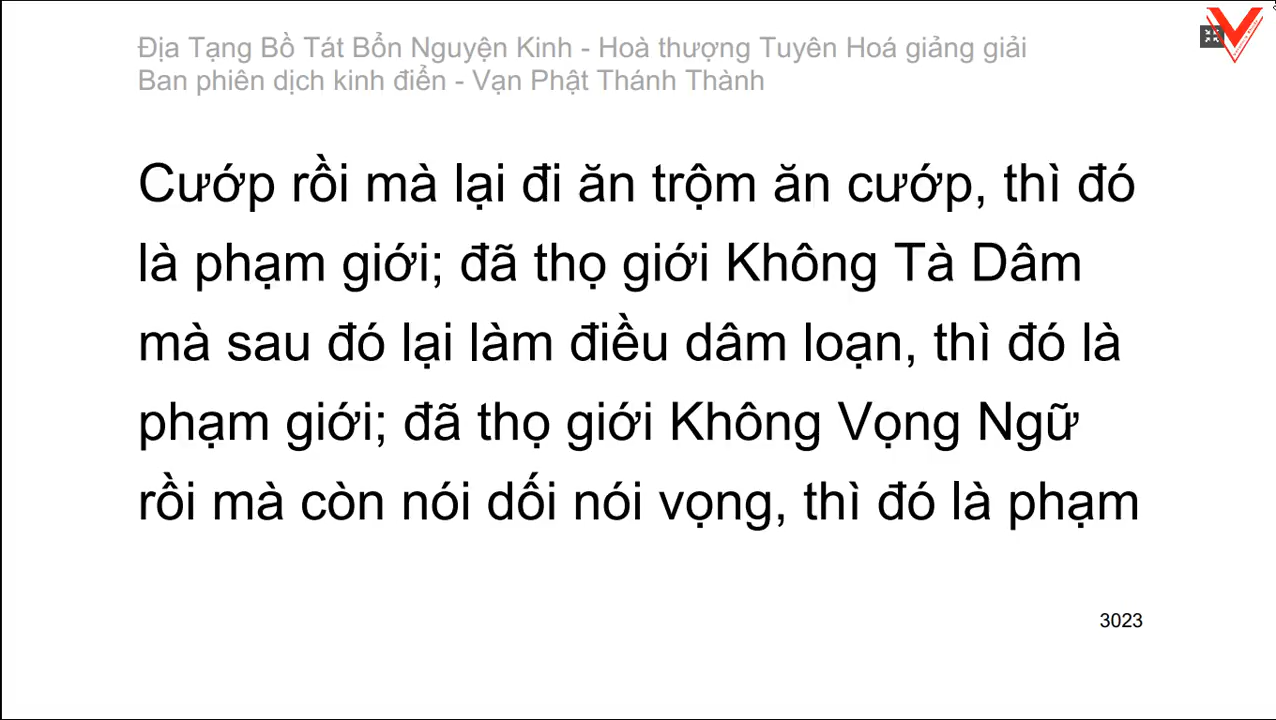 Địa Tạng Bồ Tát Bổn Nguyện Kinh - Hoà thượng Tuyên Hoá giảng giải
Ban phiên dịch kinh điển - Vạn Phật Thánh Thành
Cướp rồi mà lại đi ăn trộm ăn cướp, thì đó
là phạm giới; đã thọ giới Không Tà Dâm
mà sau đó lại làm điều dâm loạn, thì đó là
phạm giới; đã thọ giới Không Vọng Ngữ
rồi mà còn nói dối nói vọng, thì đó là phạm
3023